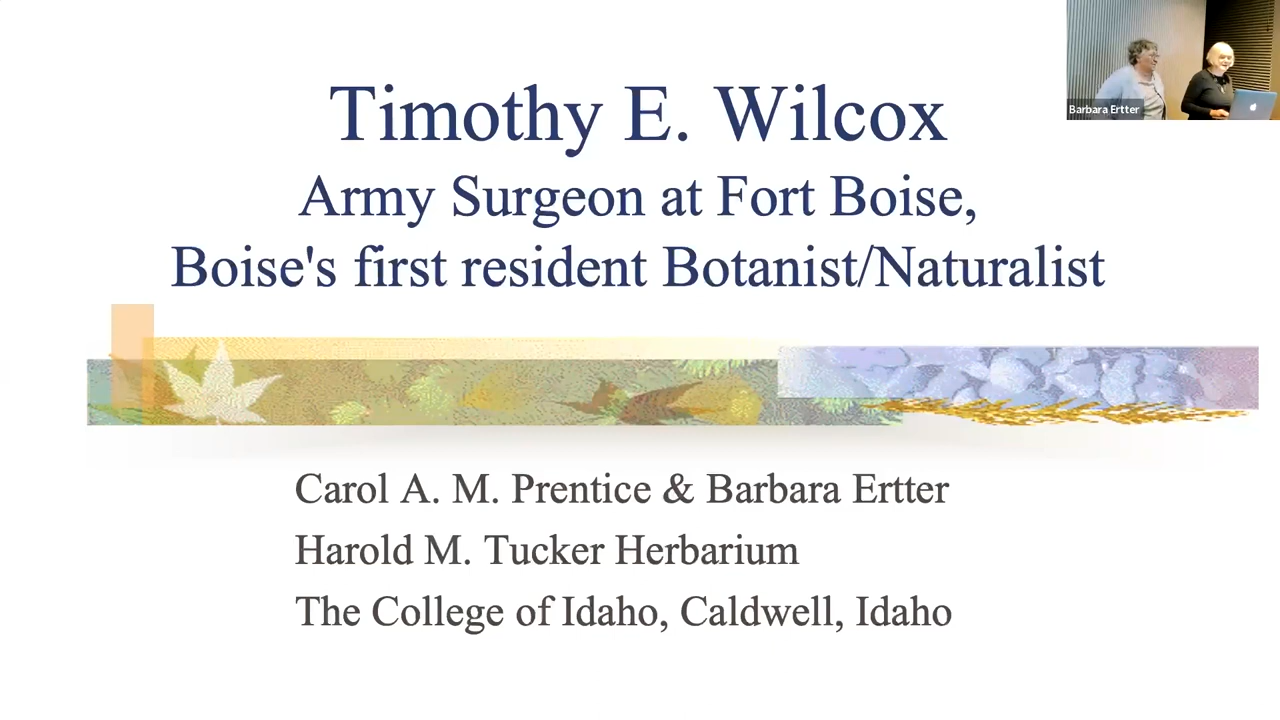 Timothy E. Wilcox
Army Surgeon at Fort Boise,
Boise's first resident Botanist/Naturalist
Barbara Ertter
Carol A. M. Prentice & Barbara Ertter
Harold M. Tucker Herbarium
The College of Idaho, Caldwell, Idaho